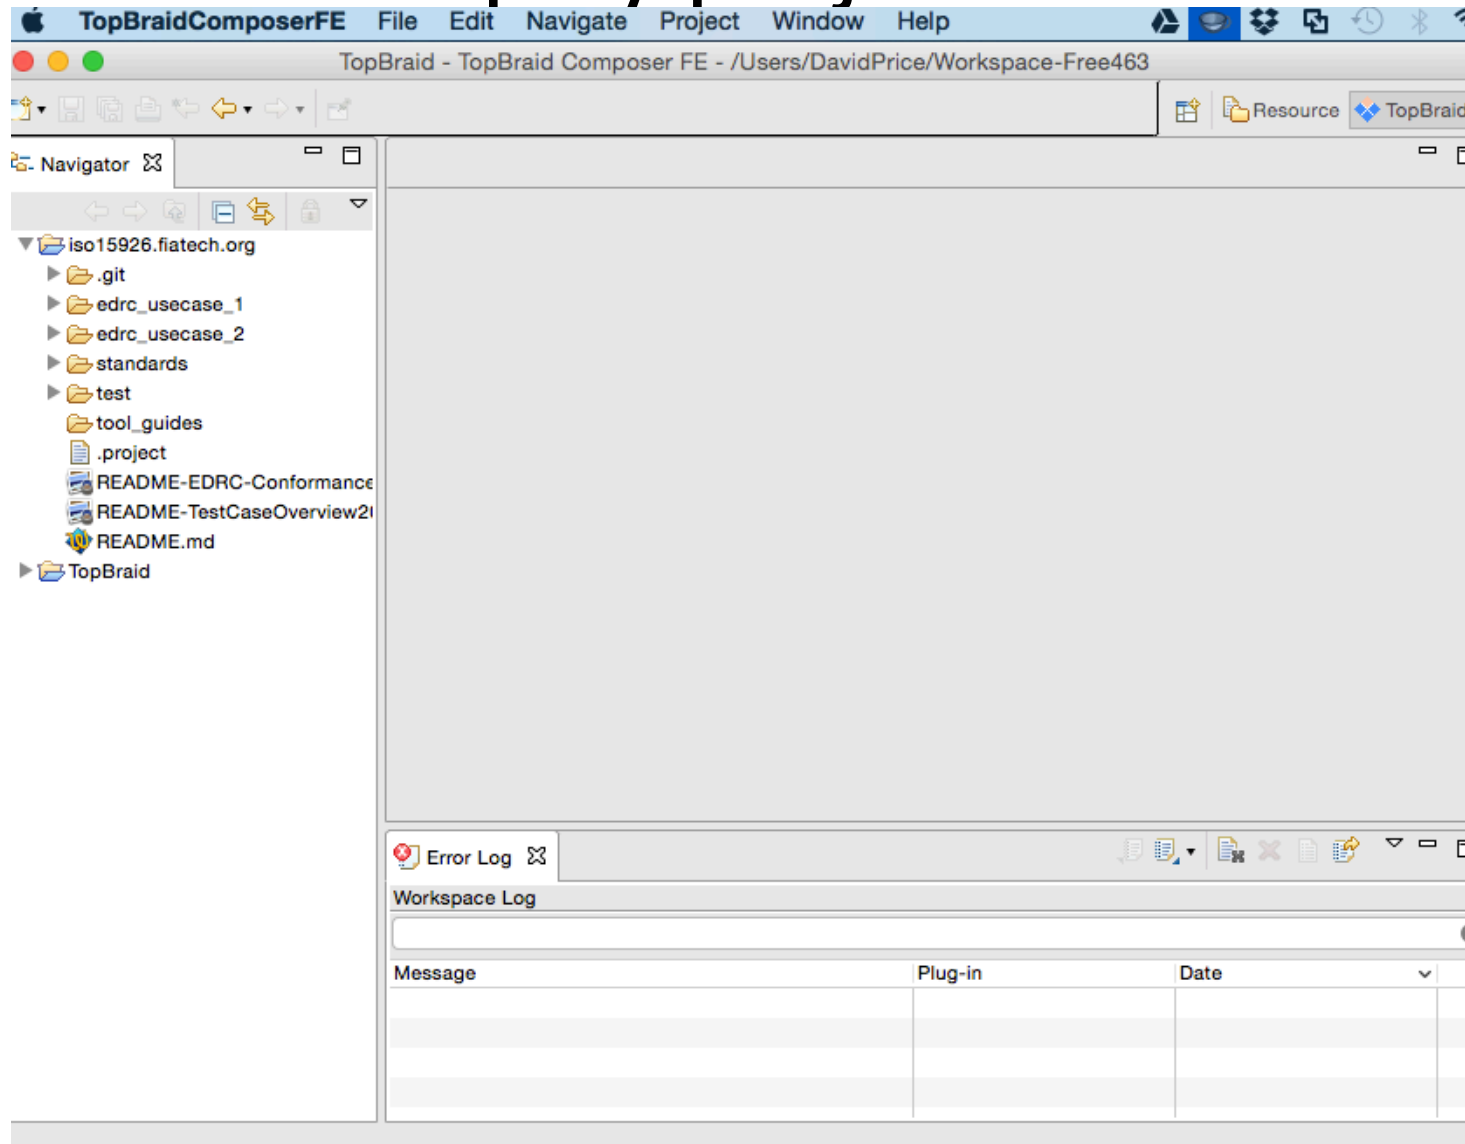 TopBraidComposerFE File Edit Navigate Project Window Help
TopBraid - TopBraid Composer FE - /Users/DavidPrice/Workspace-Free463
Resource TopBraid
Navigator
iso15926.fiatech.org
.git
edrc_usecase_1
edrc_usecase_2
standards
test
tool_guides
.project
README-EDRC-Conformance
README-TestCaseOverview2
README.md
TopBraid
Error Log
Workspace Log
Message Plug-in Date